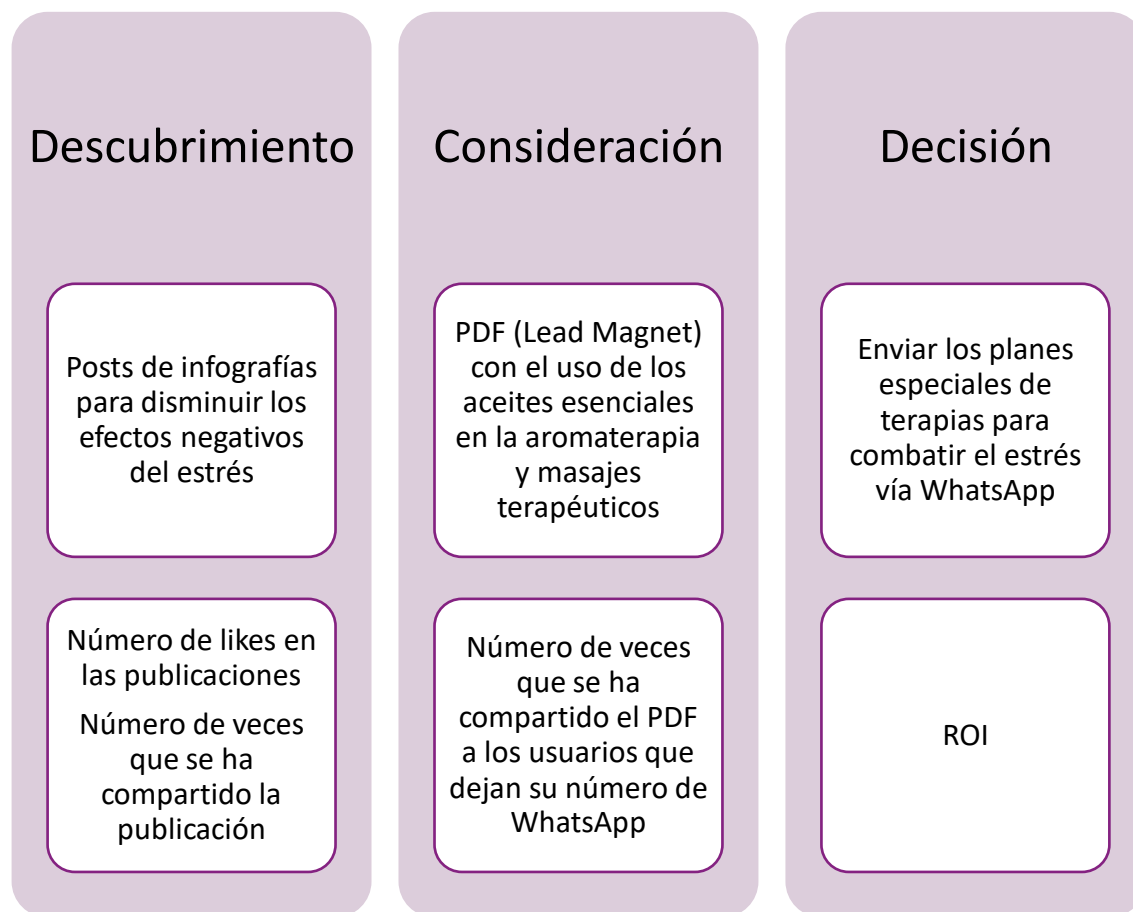 Descubrimiento
Posts de infografías
para disminuir los
efectos negativos
del estrés
Número de likes en
las publicaciones
Número de veces
que se ha
compartido la
publicación
Consideración
PDF (Lead Magnet)
con el uso de los
aceites esenciales
en la aromaterapia
y masajes
terapéuticos
Número de veces
que se ha
compartido el PDF
a los usuarios que
dejan su número de
WhatsApp
Decisión
Enviar los planes
especiales de
terapias para
combatir el estrés
vía WhatsApp
ROI